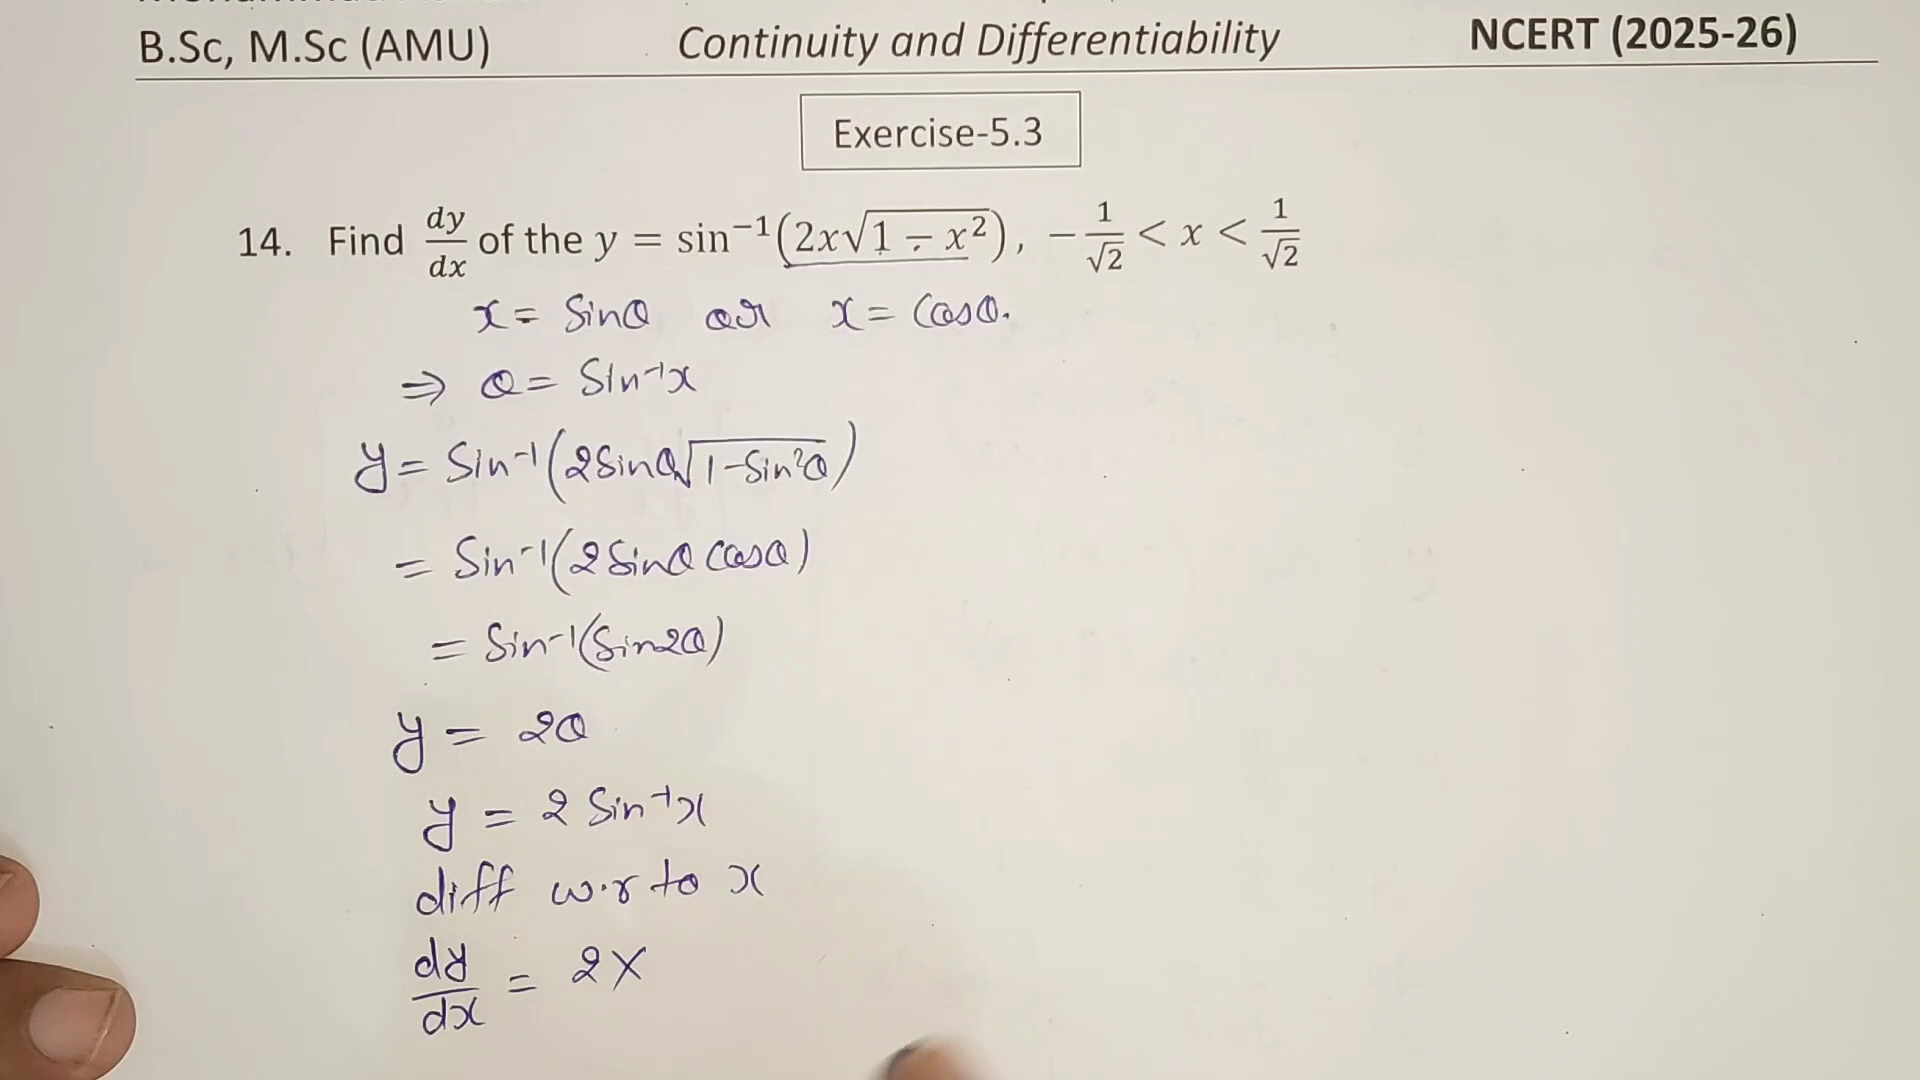 B.Sc, M.Sc (AMU) Continuity and Differentiability NCERT (2025-26)
Exercise-5.3
14. Find dy/dx of the y = sin⁻¹(2x√(1 − x²)), −1/√2 < x < 1/√2
x = Sinθ or x = Cosθ.
⇒ θ = Sin⁻¹x
y = Sin⁻¹(2Sinθ√(1-Sin²θ))
= Sin⁻¹(2Sinθ Cosθ)
= Sin⁻¹(Sin2θ)
y = 2θ
y = 2 Sin⁻¹x
diff w.r to x
dy/dx = 2×